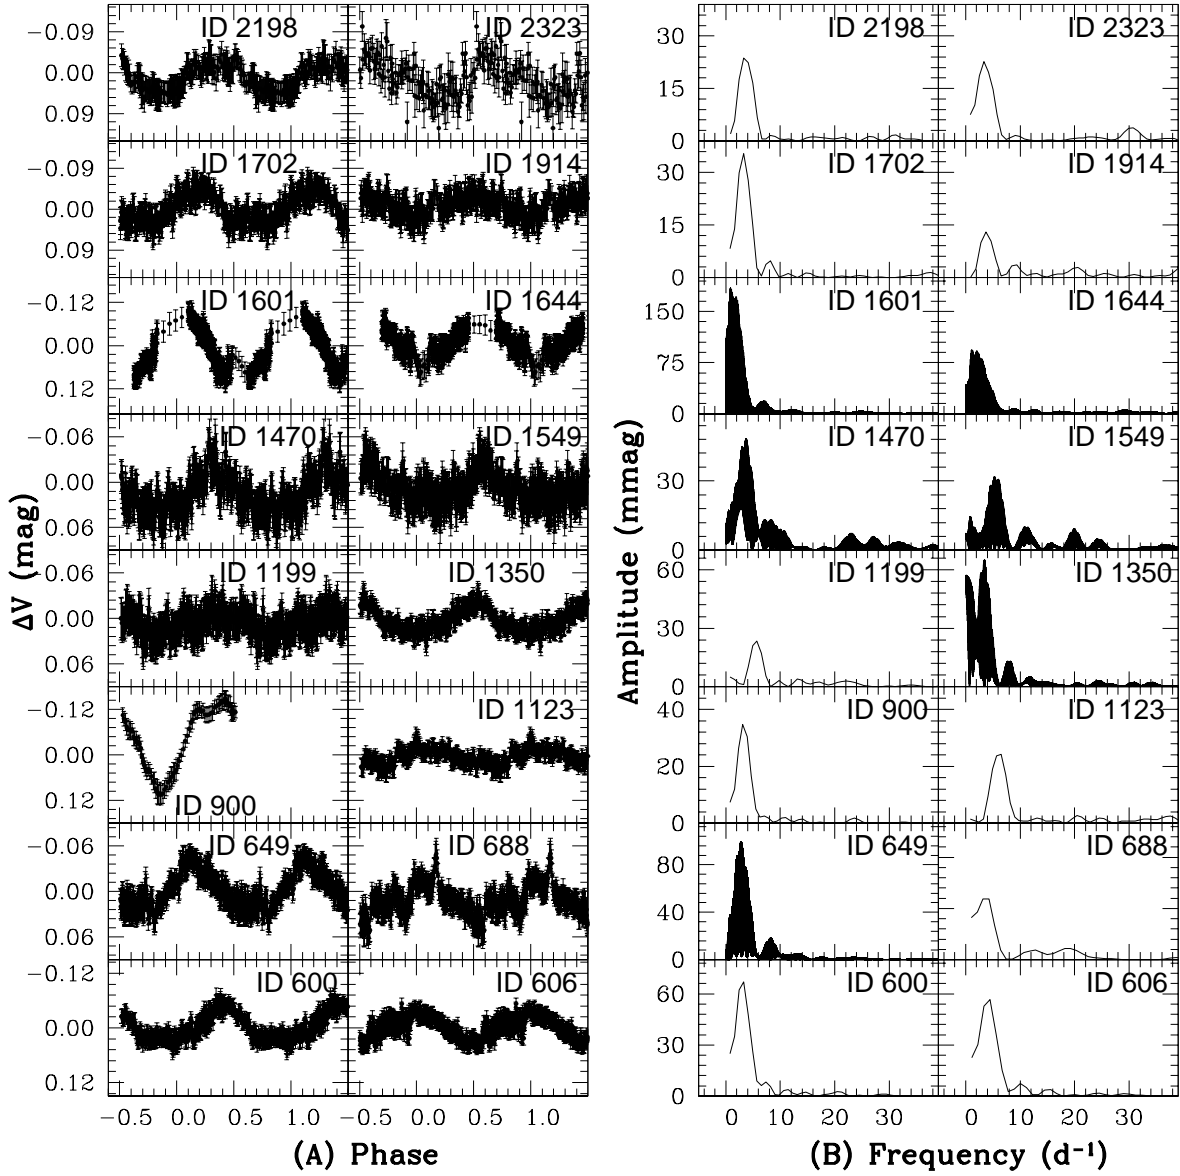 ΔV (mag)
-0.09
0.00
0.09
ID 2198
ID 2323
-0.09
0.00
0.09
ID 1702
ID 1914
-0.12
0.00
0.12
ID 1601
ID 1644
-0.06
0.00
0.06
ID 1470
ID 1549
-0.06
0.00
0.06
ID 1199
ID 1350
-0.12
0.00
0.12
ID 900
ID 1123
-0.06
0.00
0.06
ID 649
ID 688
-0.12
0.00
0.12
ID 600
ID 606
-0.5 0.0 0.5 1.0 0.0 0.5 1.0
(A) Phase
Amplitude (mmag)
30
15
0
ID 2198
ID 2323
30
15
0
ID 1702
ID 1914
150
75
0
ID 1601
ID 1644
30
0
ID 1470
ID 1549
60
30
0
ID 1199
ID 1350
40
20
0
ID 900
ID 1123
80
40
0
ID 649
ID 688
60
30
0
ID 600
ID 606
0 10 20 30 0 10 20 30
(B) Frequency (d⁻¹)